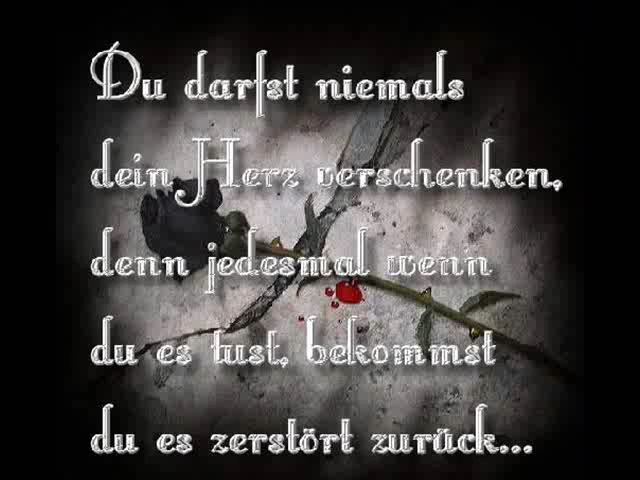 Du darfst niemals
dein Herz verschenken,
denn jedesmal wenn
du es tust, bekommst
du es zerstört zurück...